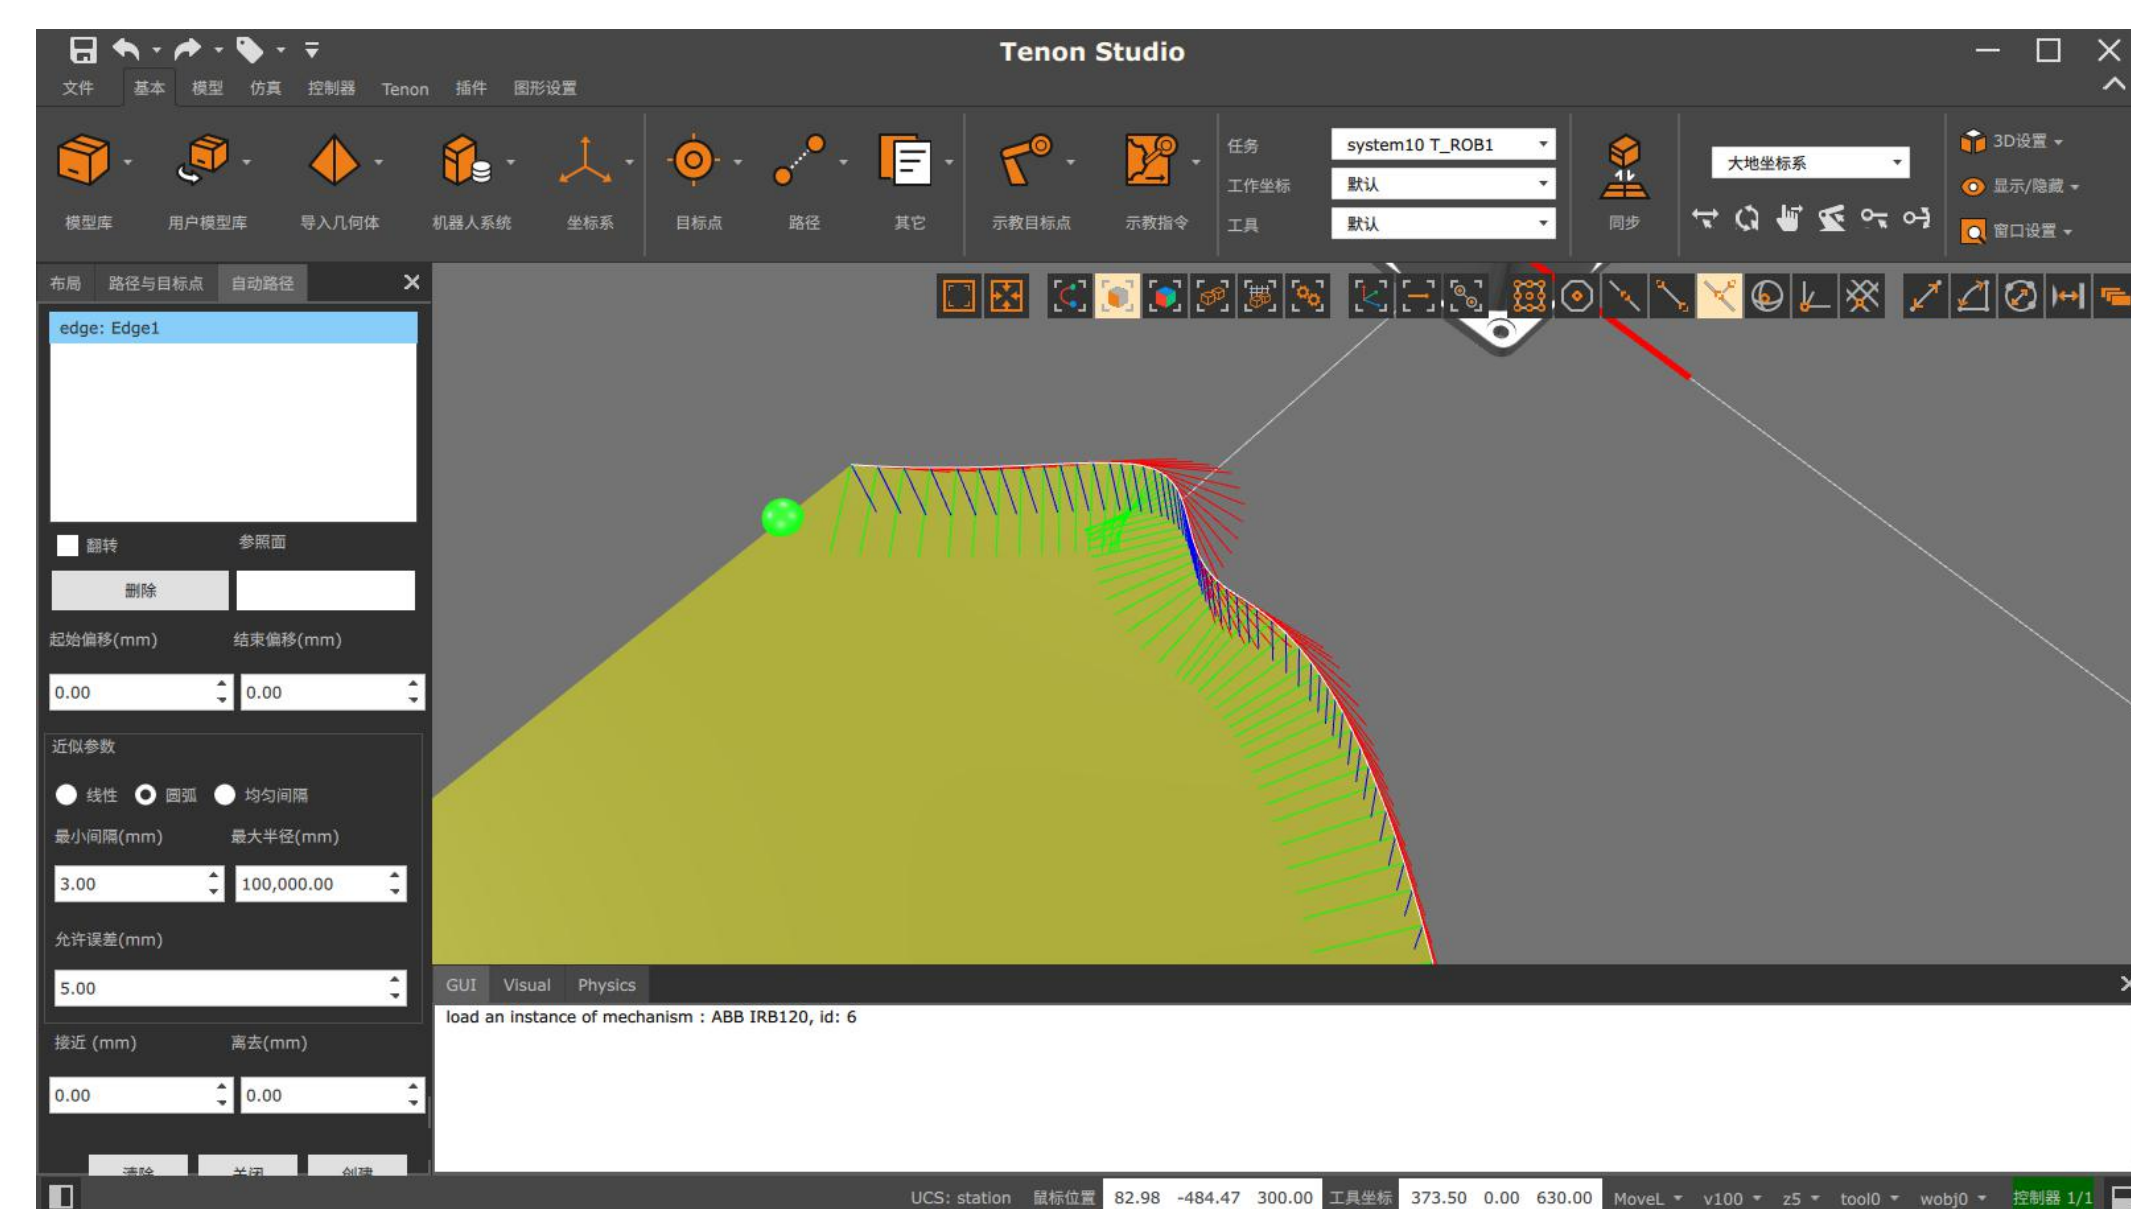 Tenon Studio
文件 基本 模型 仿真 控制器 Tenon 插件 图形设置
模型库 用户模型库 导入几何体 机器人系统 坐标系 目标点 路径 其它 示教目标点 示教指令
任务 system10 T_ROB1
工作坐标 默认
工具 默认
同步
大地坐标系
3D设置
显示/隐藏
窗口设置
布局 路径与目标点 自动路径
edge: Edge1
翻转 参照面
删除
起始偏移(mm) 结束偏移(mm)
0.00 0.00
近似参数
线性 圆弧 均匀间隔
最小间隔(mm) 最大半径(mm)
3.00 100,000.00
允许误差(mm)
5.00
接近 (mm) 离去(mm)
0.00 0.00
清除 关闭 创建
GUI Visual Physics
load an instance of mechanism : ABB IRB120, id: 6
UCS: station 鼠标位置 82.98 -484.47 300.00 工具坐标 373.50 0.00 630.00 MoveL v100 z5 tool0 wobj0 控制器 1/1